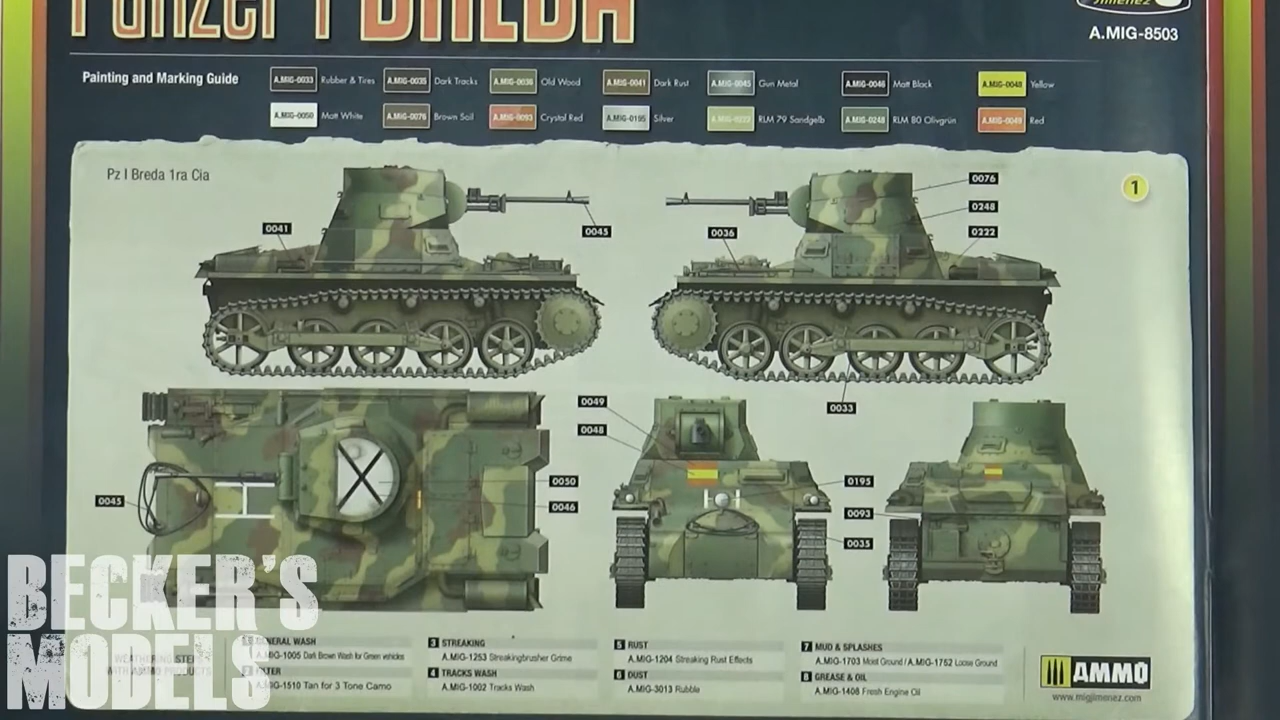 Panzer I BREDA
Jimenez
A.MIG-8503
Painting and Marking Guide
A.MIG-0033 Rubber & Tires
A.MIG-0035 Dark Tracks
A.MIG-0036 Old Wood
A.MIG-0041 Dark Rust
A.MIG-0045 Gun Metal
A.MIG-0046 Matt Black
A.MIG-0048 Yellow
A.MIG-0050 Matt White
A.MIG-0076 Brown Soil
A.MIG-0093 Crystal Red
A.MIG-0195 Silver
A.MIG-0222 RLM 79 Sandgelb
A.MIG-0248 RLM 80 Olivgrün
A.MIG-0049 Red
Pz I Breda 1ra Cia
1
0041
0045
0036
0076
0248
0222
0033
0045
0050
0046
0049
0048
0195
0093
0035
BECKER'S
MODELS
WEATHERING STEPS
WITH AMMO PRODUCTS
1 GENERAL WASH
A.MIG-1005 Dark Brown Wash for Green vehicles
A.MIG-1510 Tan for 3 Tone Camo
3 STREAKING
A.MIG-1253 Streakingbrusher Grime
4 TRACKS WASH
A.MIG-1002 Tracks Wash
5 RUST
A.MIG-1204 Streaking Rust Effects
6 DUST
A.MIG-3013 Rubble
7 MUD & SPLASHES
A.MIG-1703 Moist Ground / A.MIG-1752 Loose Ground
8 GREASE & OIL
A.MIG-1408 Fresh Engine Oil
AMMO
www.migjimenez.com